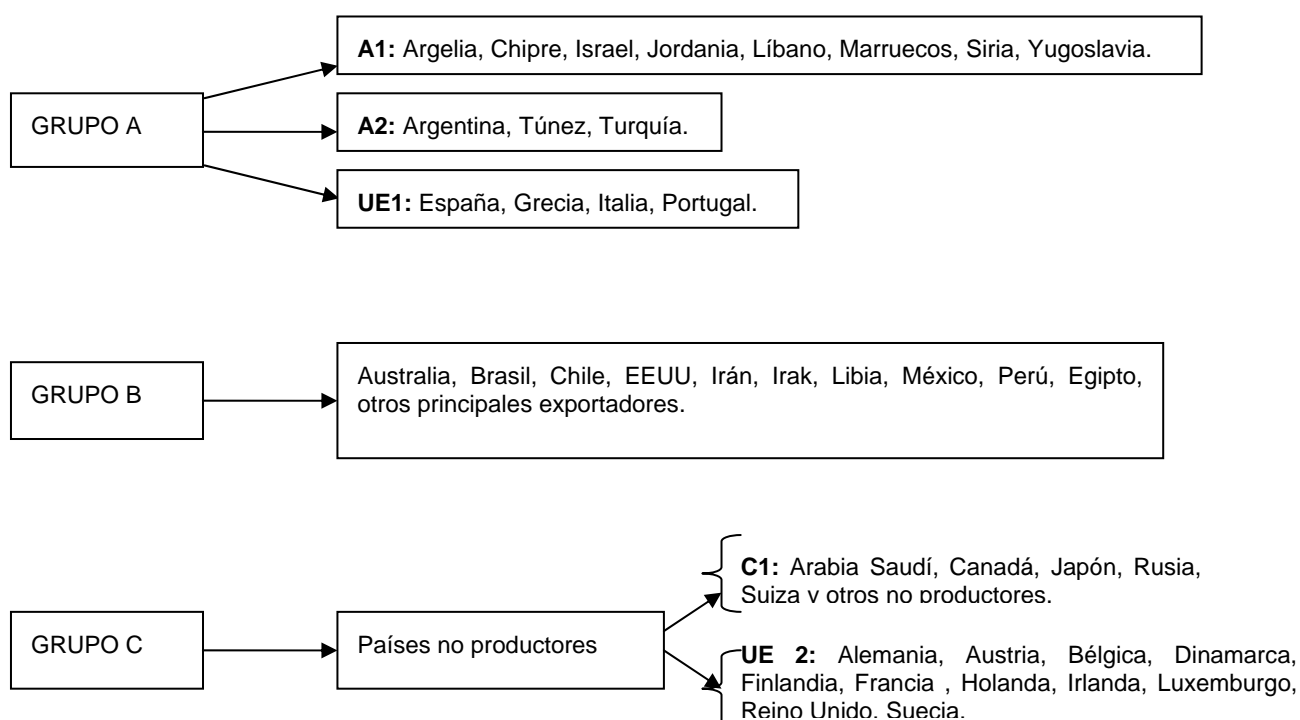 A1: Argelia, Chipre, Israel, Jordania, Líbano, Marruecos, Siria, Yugoslavia.
GRUPO A
A2: Argentina, Túnez, Turquía.
UE1: España, Grecia, Italia, Portugal.
GRUPO B
Australia, Brasil, Chile, EEUU, Irán, Irak, Libia, México, Perú, Egipto,
otros principales exportadores.
GRUPO C
Países no productores
C1: Arabia Saudí, Canadá, Japón, Rusia,
Suiza y otros no productores.
UE 2: Alemania, Austria, Bélgica, Dinamarca,
Finlandia, Francia , Holanda, Irlanda, Luxemburgo,
Reino Unido, Suecia.